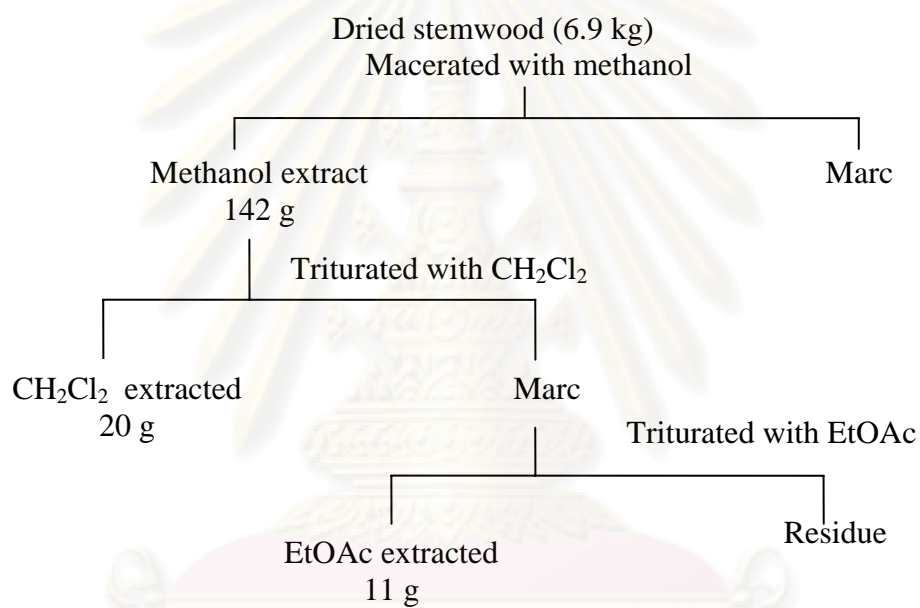 Dried stemwood (6.9 kg)
Macerated with methanol
Methanol extract
142 g
Marc
Triturated with CH₂Cl₂
CH₂Cl₂ extracted
20 g
Marc
Triturated with EtOAc
EtOAc extracted
11 g
Residue